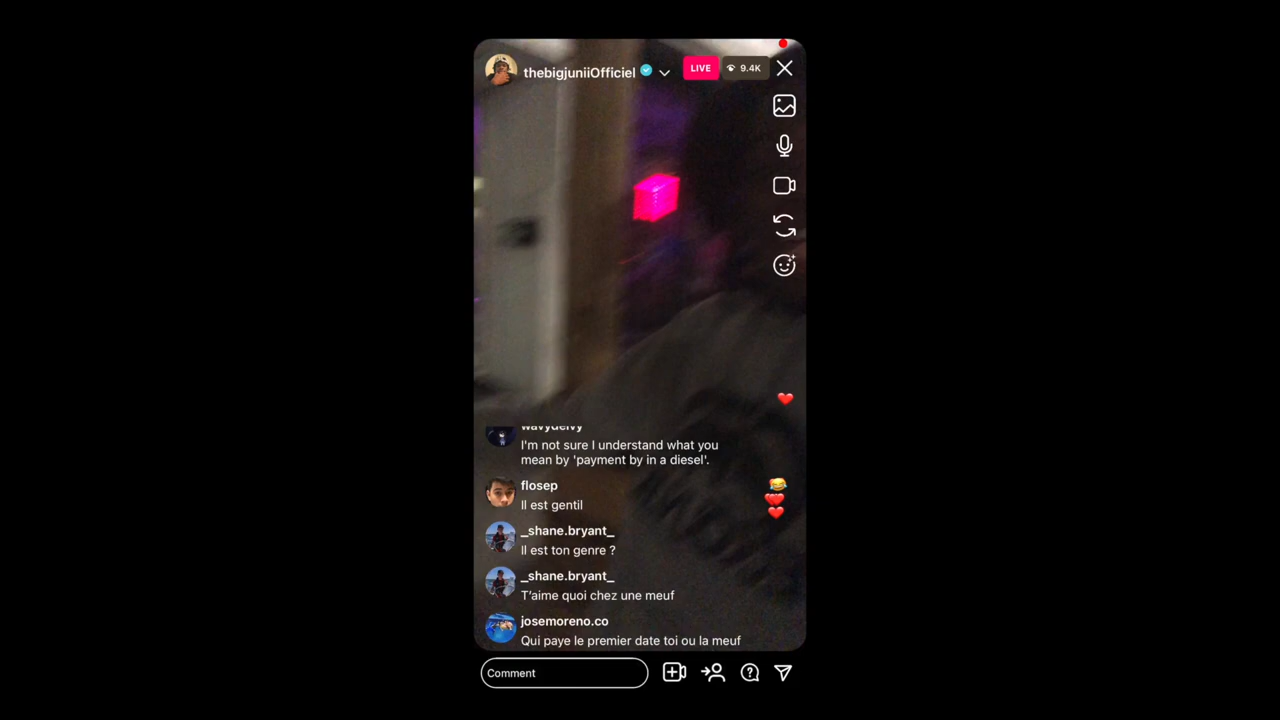 thebigjuniiOfficiel
LIVE
9.4K
wavydeivy
I'm not sure I understand what you
mean by 'payment by in a diesel'.
flosep
Il est gentil
_shane.bryant_
Il est ton genre ?
_shane.bryant_
T’aime quoi chez une meuf
josemoreno.co
Qui paye le premier date toi ou la meuf
Comment